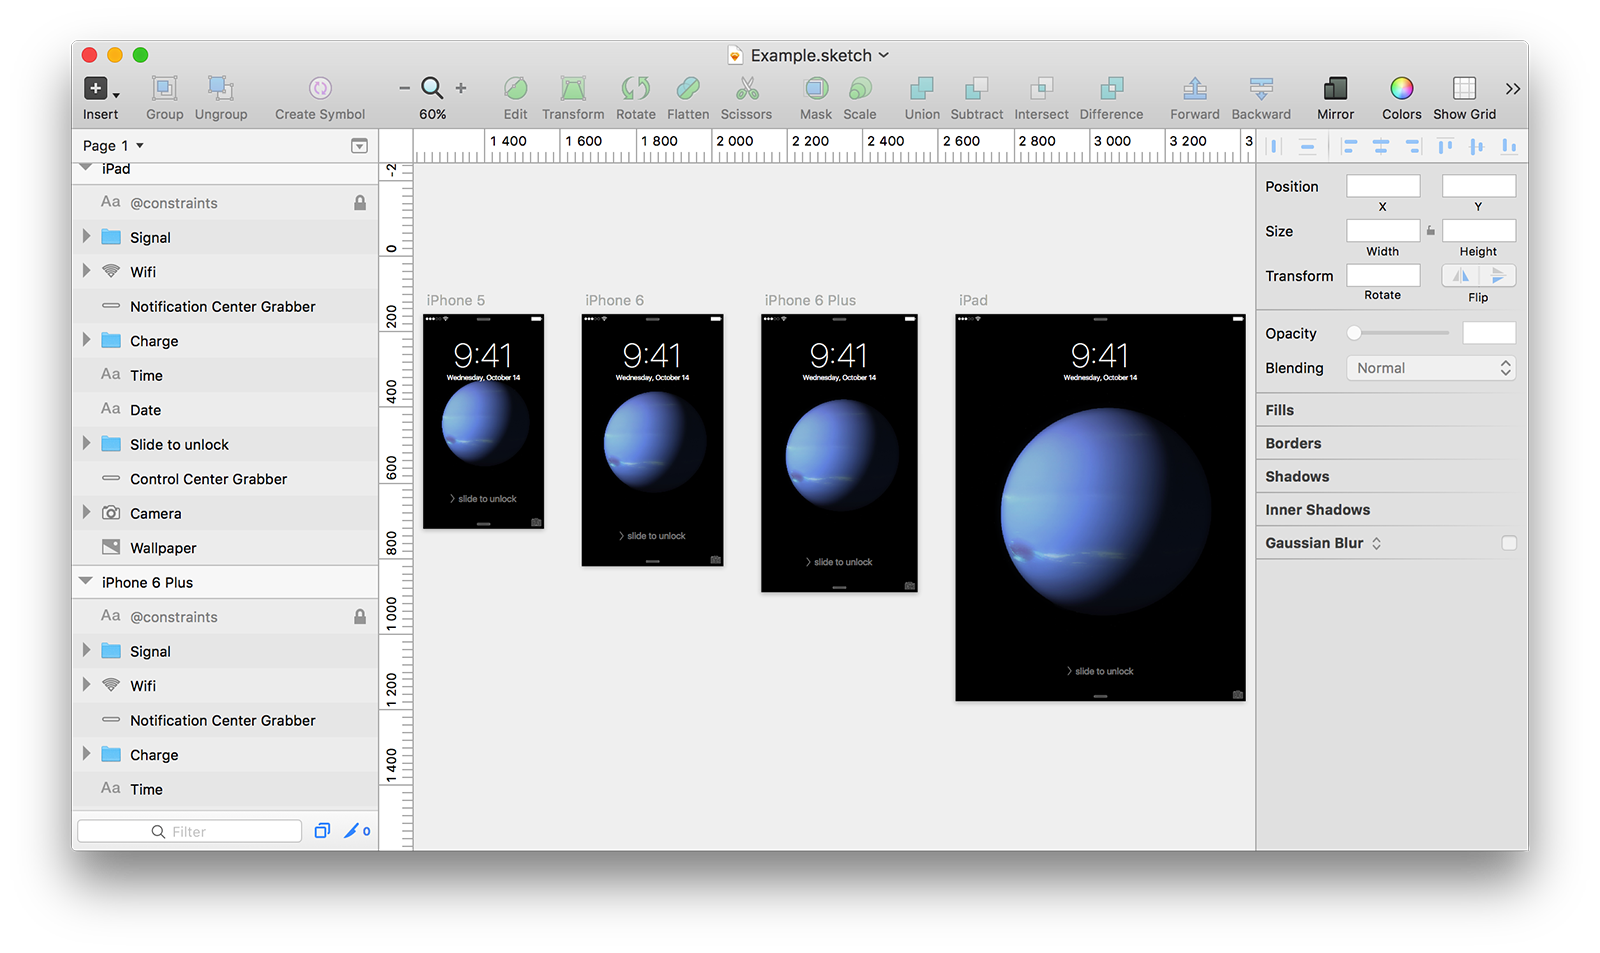 Example.sketch
Insert
Group
Ungroup
Create Symbol
60%
Edit
Transform
Rotate
Flatten
Scissors
Mask
Scale
Union
Subtract
Intersect
Difference
Forward
Backward
Mirror
Colors
Show Grid
Page 1
iPad
Aa @constraints
Signal
Wifi
Notification Center Grabber
Charge
Aa Time
Aa Date
Slide to unlock
Control Center Grabber
Camera
Wallpaper
iPhone 6 Plus
Aa @constraints
Signal
Wifi
Notification Center Grabber
Charge
Aa Time
Filter
0
1 400 1 600 1 800 2 000 2 200 2 400 2 600 2 800 3 000 3 200 3
-2
0
200
400
600
800
1 000
1 200
1 400
iPhone 5
9:41
Wednesday, October 14
slide to unlock
iPhone 6
9:41
Wednesday, October 14
slide to unlock
iPhone 6 Plus
9:41
Wednesday, October 14
slide to unlock
iPad
9:41
Wednesday, October 14
slide to unlock
Position
X Y
Size
Width Height
Transform
Rotate Flip
Opacity
Blending Normal
Fills
Borders
Shadows
Inner Shadows
Gaussian Blur